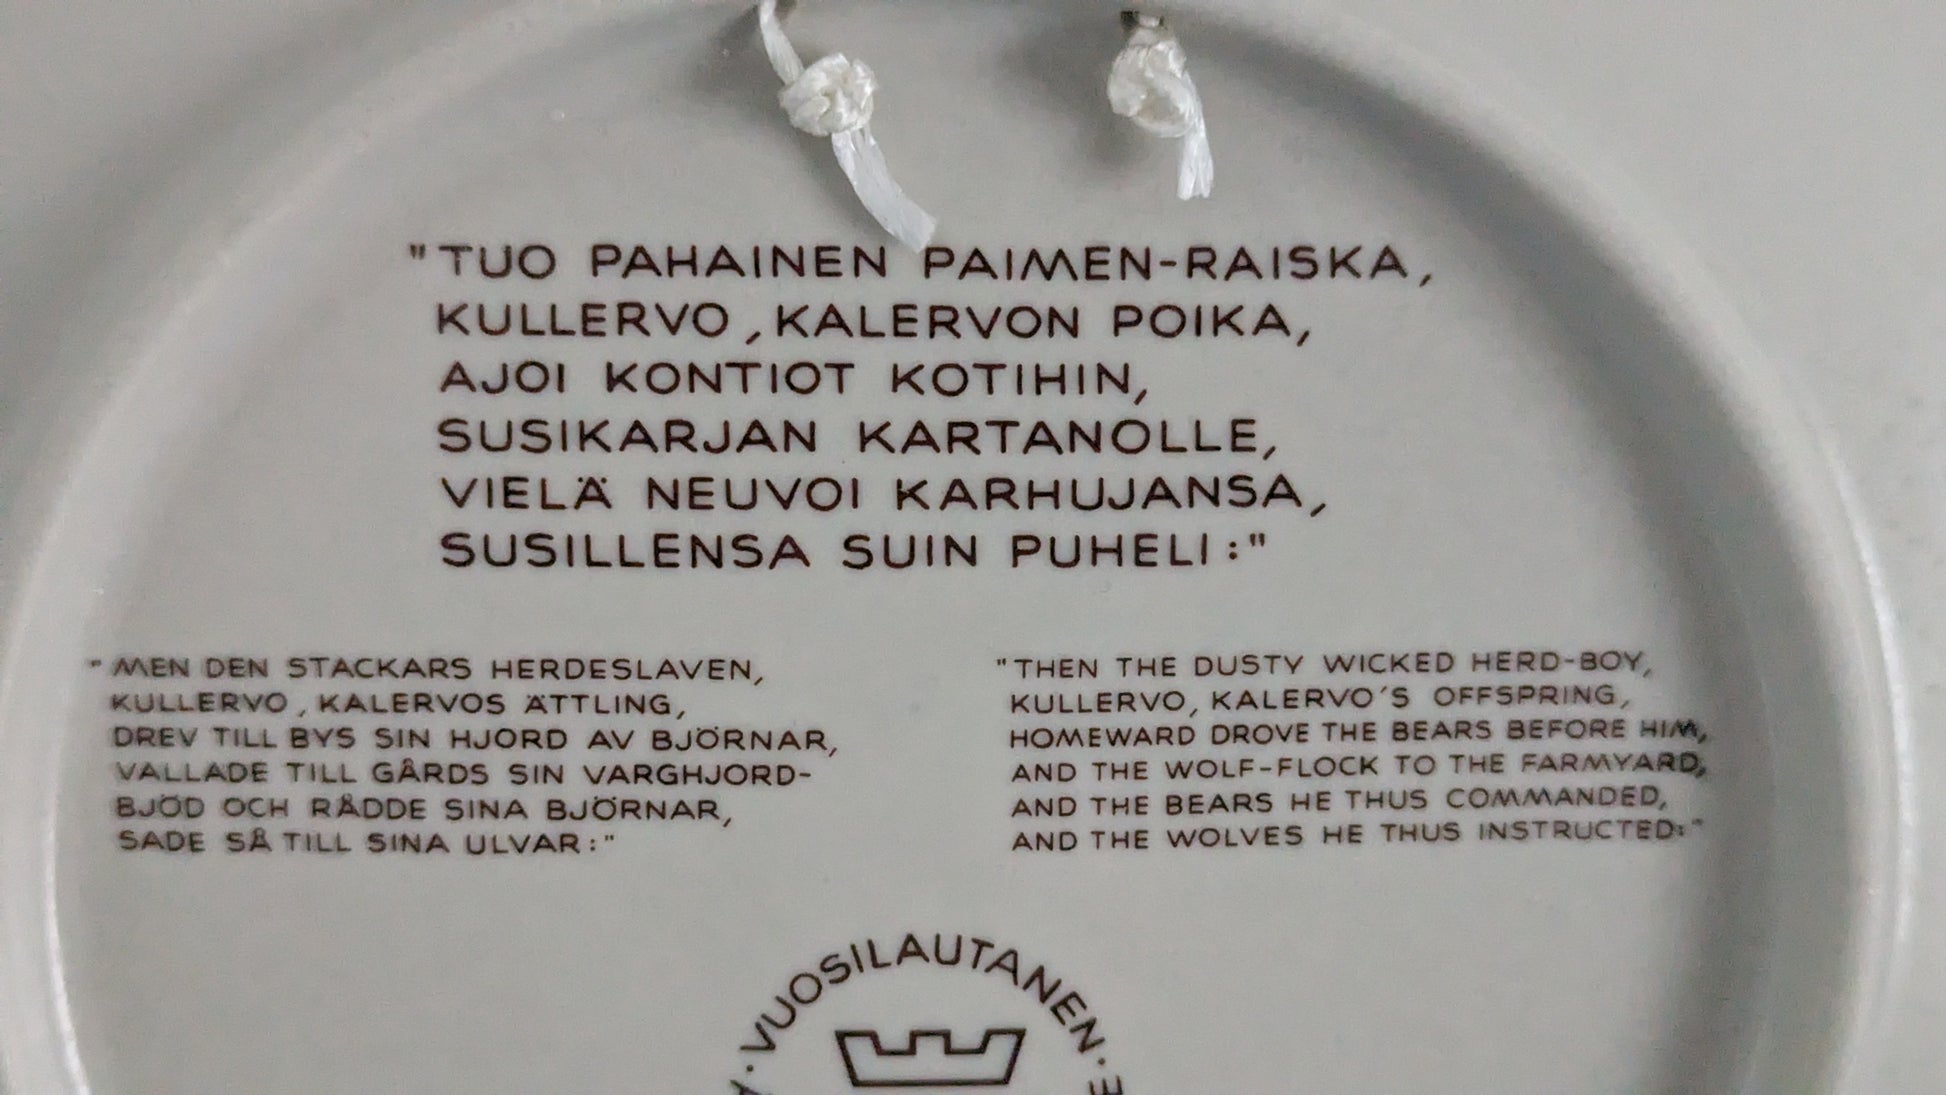 "TUO PAHAINEN PAIMEN-RAISKA,
KULLERVO, KALERVON POIKA,
AJOI KONTIOT KOTIHIN,
SUSIKARJAN KARTANOLLE,
VIELÄ NEUVOI KARHUJANSA,
SUSILLENSA SUIN PUHELI:"
"MEN DEN STACKARS HERDESLAVEN,
KULLERVO, KALERVOS ÄTTLING,
DREV TILL BYS SIN HJORD AV BJÖRNAR,
VALLADE TILL GÅRDS SIN VARGHJORD-
BJÖD OCH RÅDDE SINA BJÖRNAR,
SADE SÅ TILL SINA ULVAR:"
"THEN THE DUSTY WICKED HERD-BOY,
KULLERVO, KALERVO'S OFFSPRING,
HOMEWARD DROVE THE BEARS BEFORE HIM,
AND THE WOLF-FLOCK TO THE FARMYARD,
AND THE BEARS HE THUS COMMANDED,
AND THE WOLVES HE THUS INSTRUCTED:"
· VUOSILAUTANEN ·